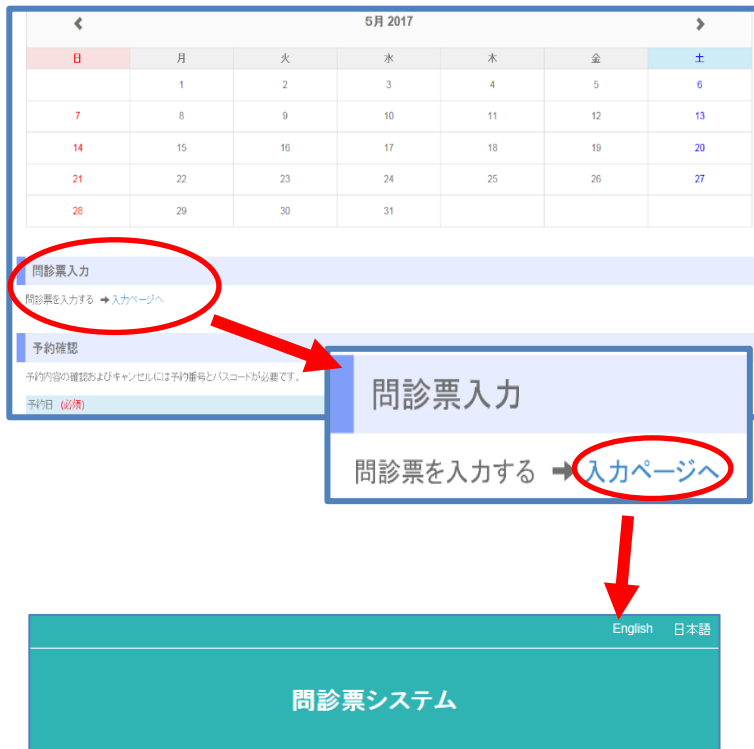 5月 2017
日 月 火 水 木 金 土
1 2 3 4 5 6
7 8 9 10 11 12 13
14 15 16 17 18 19 20
21 22 23 24 25 26 27
28 29 30 31
問診票入力
問診票を入力する ➜ 入力ページへ
予約確認
予約内容の確認およびキャンセルには予約番号とパスコードが必要です。
予約日 (必須)
問診票入力
問診票を入力する ➜ 入力ページへ
English 日本語
問診票システム